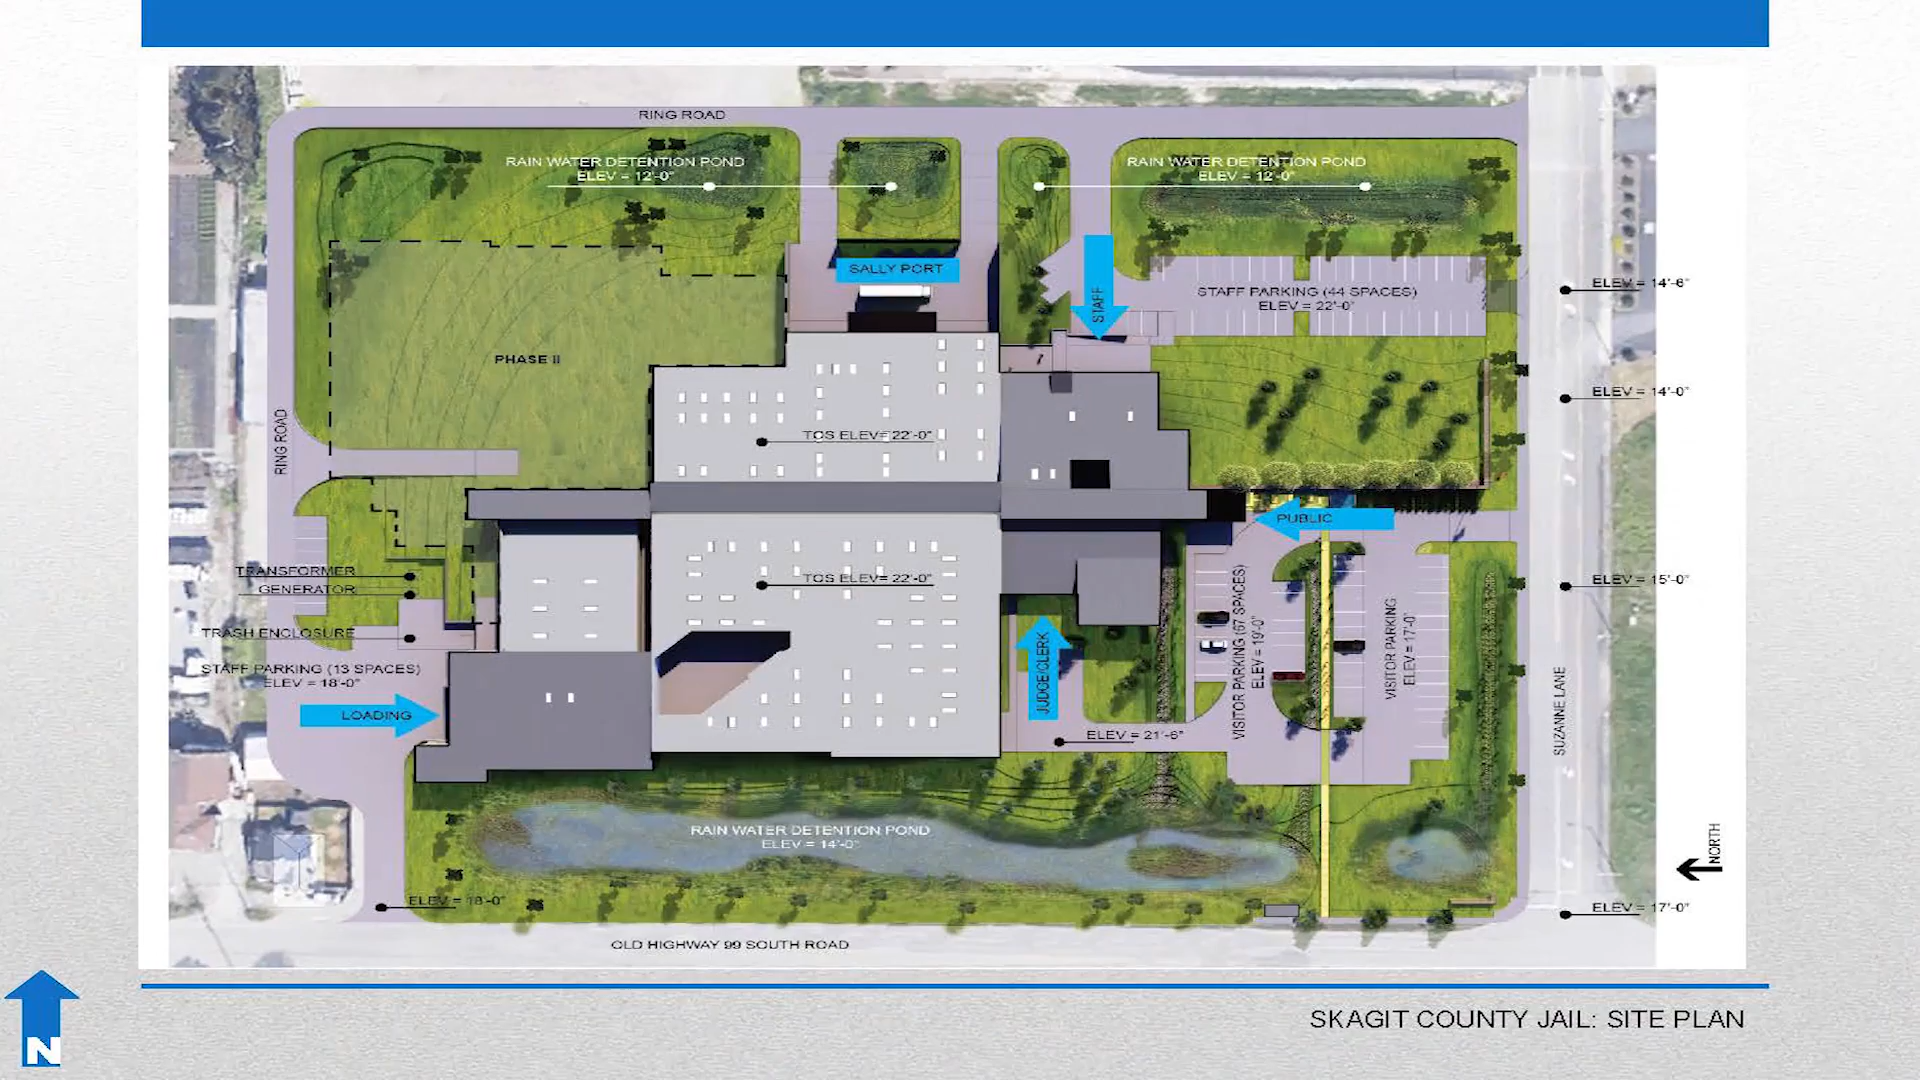 RING ROAD
RAIN WATER DETENTION POND
ELEV = 12'-0"
RAIN WATER DETENTION POND
ELEV = 12'-0"
SALLY PORT
STAFF
STAFF PARKING (44 SPACES)
ELEV = 22'-0"
ELEV = 14'-6"
PHASE II
ELEV = 14'-0"
RING ROAD
TOS ELEV= 22'-0"
PUBLIC
TRANSFORMER
GENERATOR
TOS ELEV= 22'-0"
ELEV = 15'-0"
TRASH ENCLOSURE
STAFF PARKING (13 SPACES)
ELEV = 18'-0"
LOADING
JUDGE/CLERK
VISITOR PARKING (67 SPACES)
ELEV = 19'-0"
VISITOR PARKING
ELEV = 17'-0"
SUZANNE LANE
ELEV = 21'-6"
RAIN WATER DETENTION POND
ELEV = 14'-0"
NORTH
ELEV = 18'-0"
ELEV = 17'-0"
OLD HIGHWAY 99 SOUTH ROAD
N
SKAGIT COUNTY JAIL: SITE PLAN